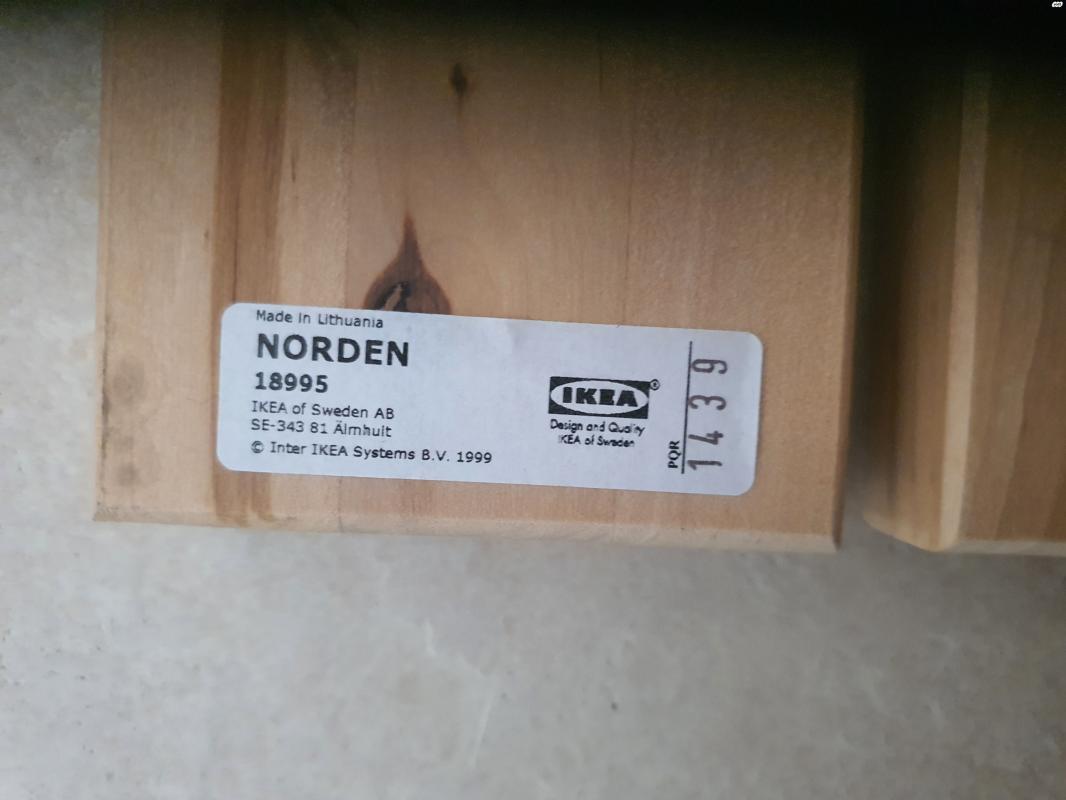 Made in Lithuania
NORDEN
18995
IKEA of Sweden AB
SE-343 81 Älmhult
© Inter IKEA Systems B.V. 1999
IKEA®
Design and Quality
IKEA of Sweden
PQR
1439